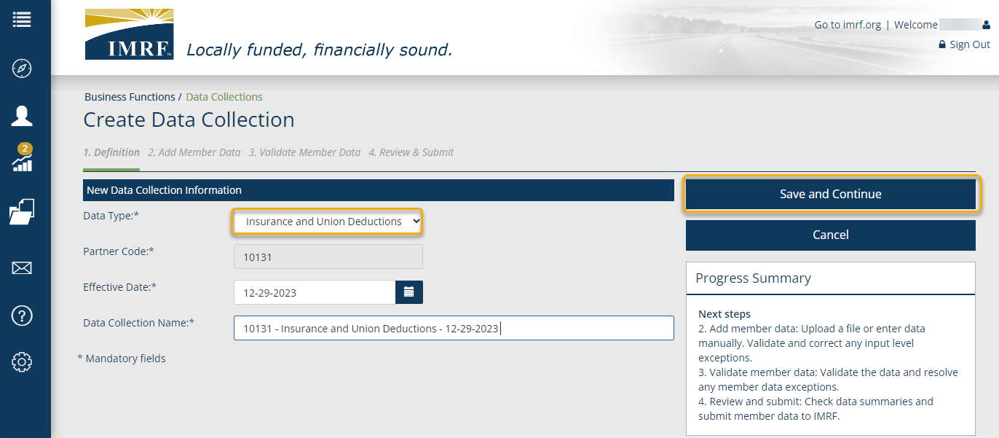 IMRF™
Locally funded, financially sound.
Go to imrf.org | Welcome
Sign Out
2
Business Functions / Data Collections
Create Data Collection
1. Definition 2. Add Member Data 3. Validate Member Data 4. Review & Submit
New Data Collection Information
Data Type:*
Insurance and Union Deductions
Partner Code:*
10131
Effective Date:*
12-29-2023
Data Collection Name:*
10131 - Insurance and Union Deductions - 12-29-2023
* Mandatory fields
Save and Continue
Cancel
Progress Summary
Next steps
2. Add member data: Upload a file or enter data
manually. Validate and correct any input level
exceptions.
3. Validate member data: Validate the data and resolve
any member data exceptions.
4. Review and submit: Check data summaries and
submit member data to IMRF.